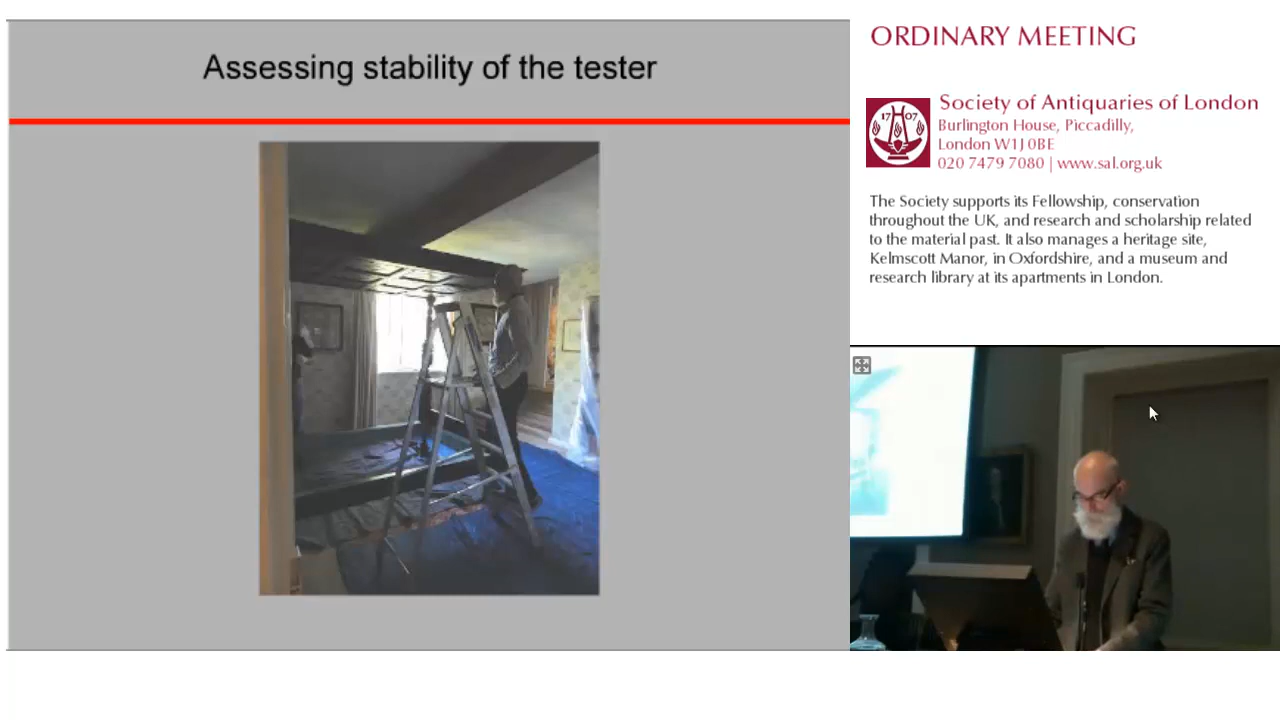 Assessing stability of the tester
ORDINARY MEETING
17 07
Society of Antiquaries of London
Burlington House, Piccadilly,
London W1J 0BE
020 7479 7080 | www.sal.org.uk
The Society supports its Fellowship, conservation
throughout the UK, and research and scholarship related
to the material past. It also manages a heritage site,
Kelmscott Manor, in Oxfordshire, and a museum and
research library at its apartments in London.